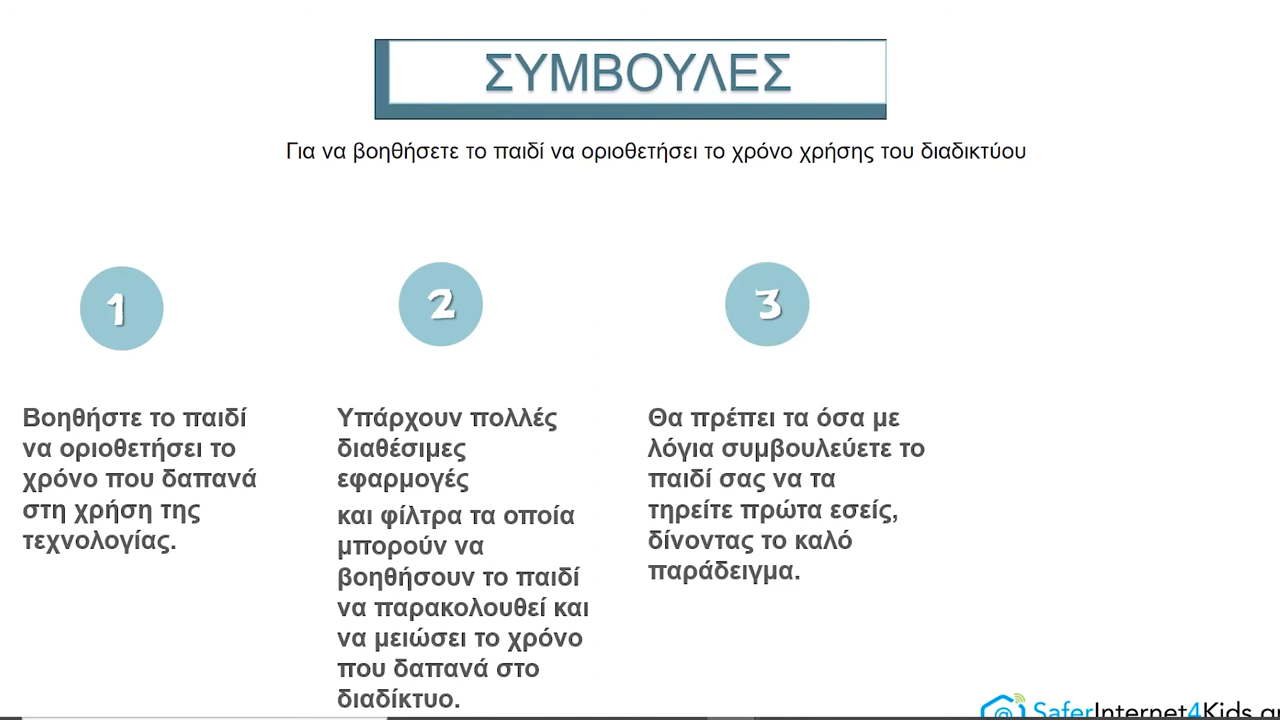 ΣΥΜΒΟΥΛΕΣ
Για να βοηθήσετε το παιδί να οριοθετήσει το χρόνο χρήσης του διαδικτύου
1
Βοηθήστε το παιδί
να οριοθετήσει το
χρόνο που δαπανά
στη χρήση της
τεχνολογίας.
2
Υπάρχουν πολλές
διαθέσιμες
εφαρμογές
και φίλτρα τα οποία
μπορούν να
βοηθήσουν το παιδί
να παρακολουθεί και
να μειώσει το χρόνο
που δαπανά στο
διαδίκτυο.
3
Θα πρέπει τα όσα με
λόγια συμβουλεύετε το
παιδί σας να τα
τηρείτε πρώτα εσείς,
δίνοντας το καλό
παράδειγμα.
SaferInternet4Kids.g